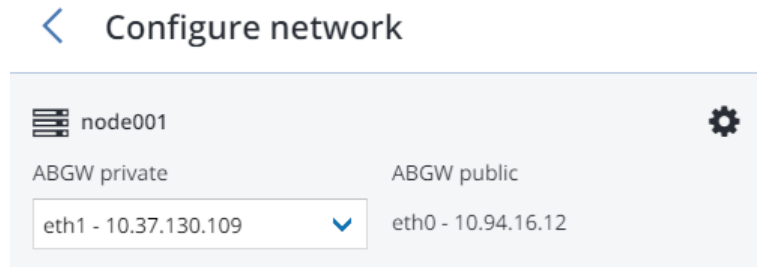 Configure network
node001
ABGW private
ABGW public
eth1 - 10.37.130.109
eth0 - 10.94.16.12